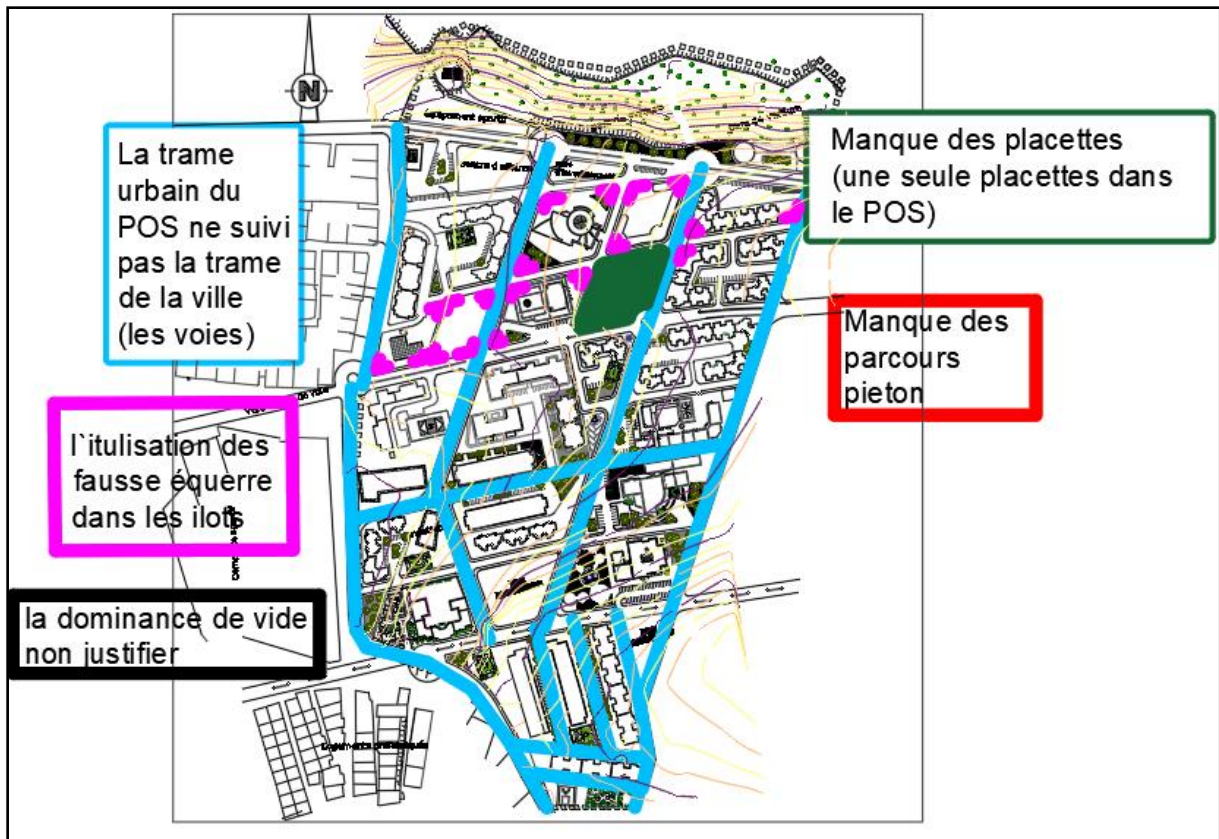 N
La trame
urbain du
POS ne suivi
pas la trame
de la ville
(les voies)
Manque des placettes
(une seule placettes dans
le POS)
Manque des
parcours
pieton
l`itulisation des
fausse équerre
dans les ilots
la dominance de vide
non justifier